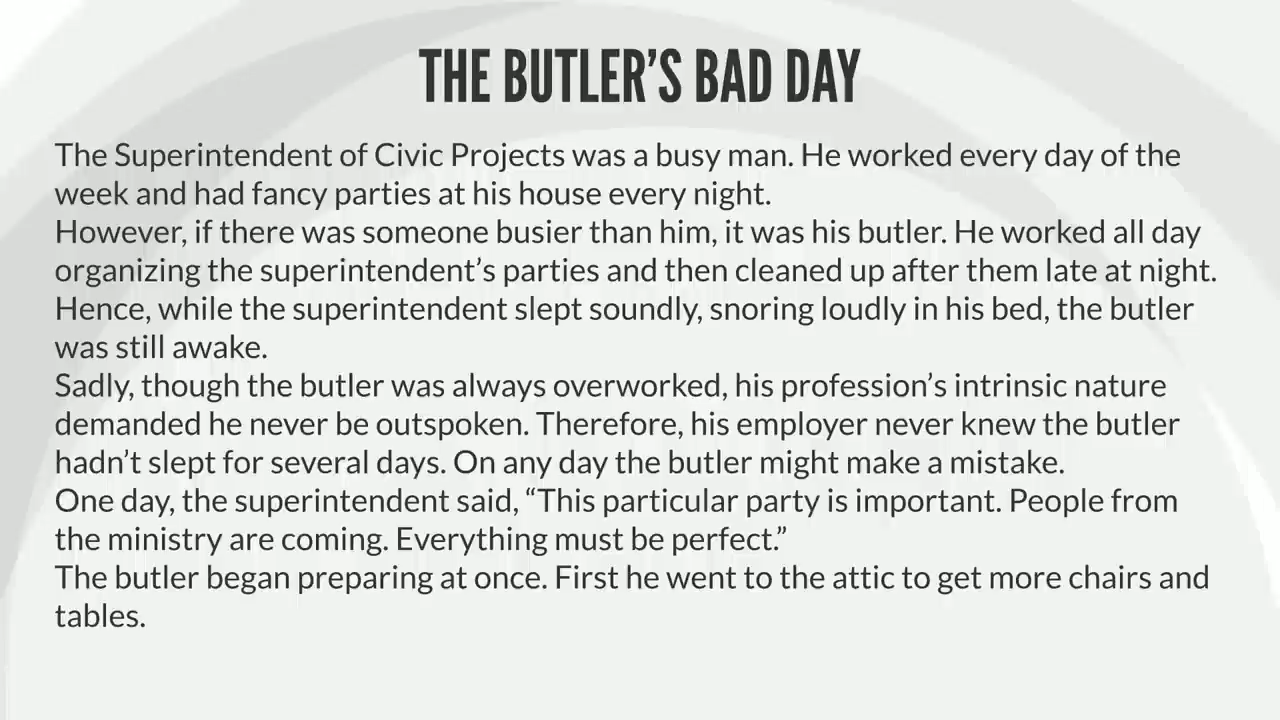 THE BUTLER’S BAD DAY
The Superintendent of Civic Projects was a busy man. He worked every day of the
week and had fancy parties at his house every night.
However, if there was someone busier than him, it was his butler. He worked all day
organizing the superintendent’s parties and then cleaned up after them late at night.
Hence, while the superintendent slept soundly, snoring loudly in his bed, the butler
was still awake.
Sadly, though the butler was always overworked, his profession’s intrinsic nature
demanded he never be outspoken. Therefore, his employer never knew the butler
hadn’t slept for several days. On any day the butler might make a mistake.
One day, the superintendent said, “This particular party is important. People from
the ministry are coming. Everything must be perfect.”
The butler began preparing at once. First he went to the attic to get more chairs and
tables.